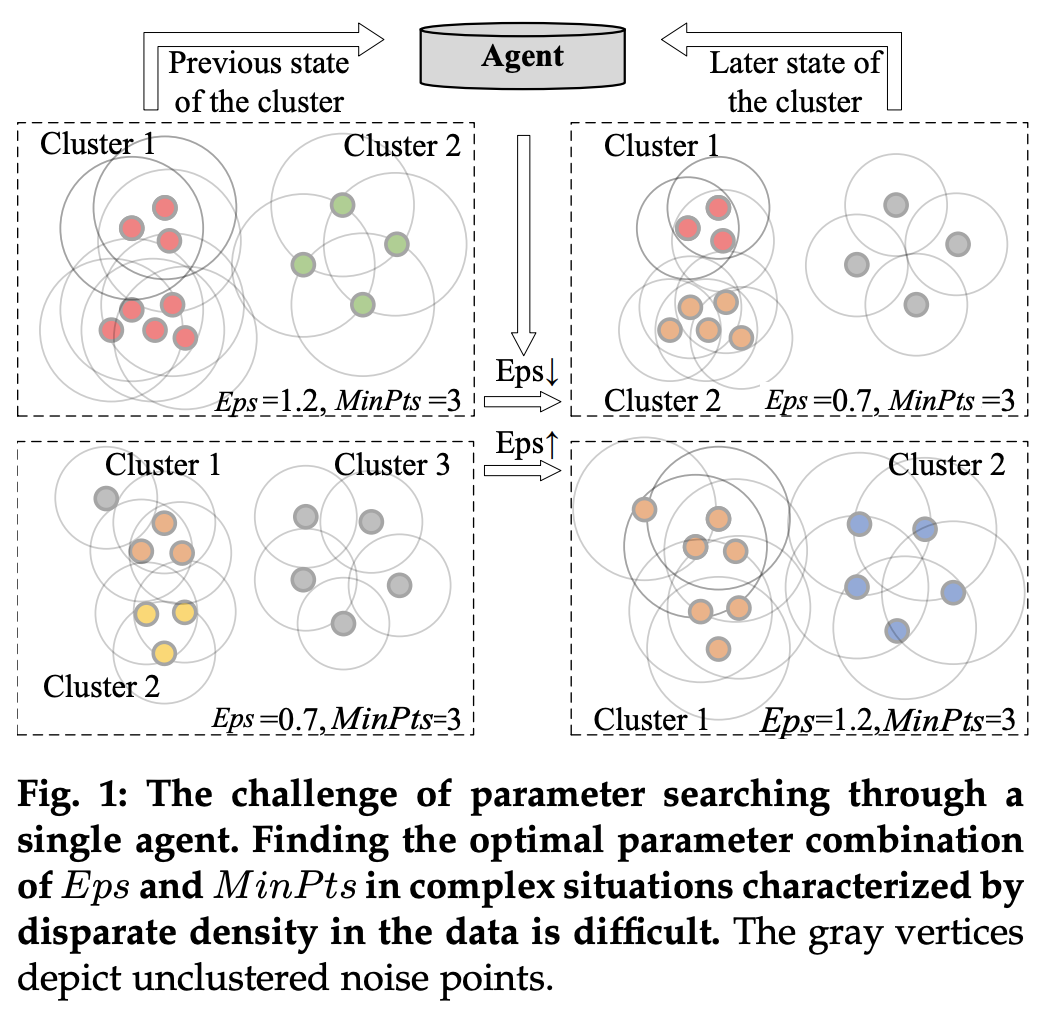 Agent
Previous state
of the cluster
Later state of
the cluster
Cluster 1
Cluster 2
Eps =1.2, MinPts =3
Eps↓
Cluster 1
Cluster 2
Eps =0.7, MinPts =3
Cluster 1
Cluster 3
Cluster 2
Eps =0.7, MinPts=3
Eps↑
Cluster 2
Cluster 1
Eps=1.2,MinPts=3
Fig. 1: The challenge of parameter searching through a
single agent. Finding the optimal parameter combination
of Eps and MinPts in complex situations characterized by
disparate density in the data is difficult. The gray vertices
depict unclustered noise points.